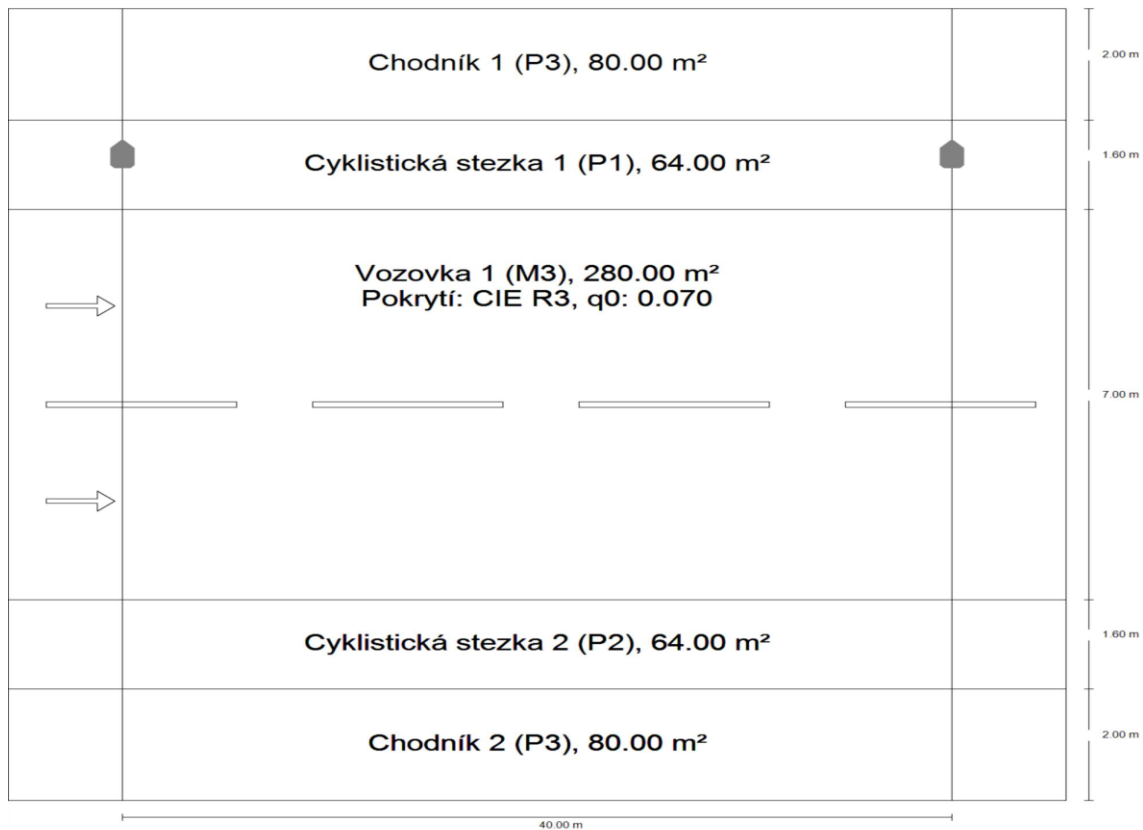 Chodník 1 (P3), 80.00 m²
2.00 m
Cyklistická stezka 1 (P1), 64.00 m²
1.60 m
Vozovka 1 (M3), 280.00 m²
Pokrytí: CIE R3, q0: 0.070
7.00 m
Cyklistická stezka 2 (P2), 64.00 m²
1.60 m
Chodník 2 (P3), 80.00 m²
2.00 m
40.00 m